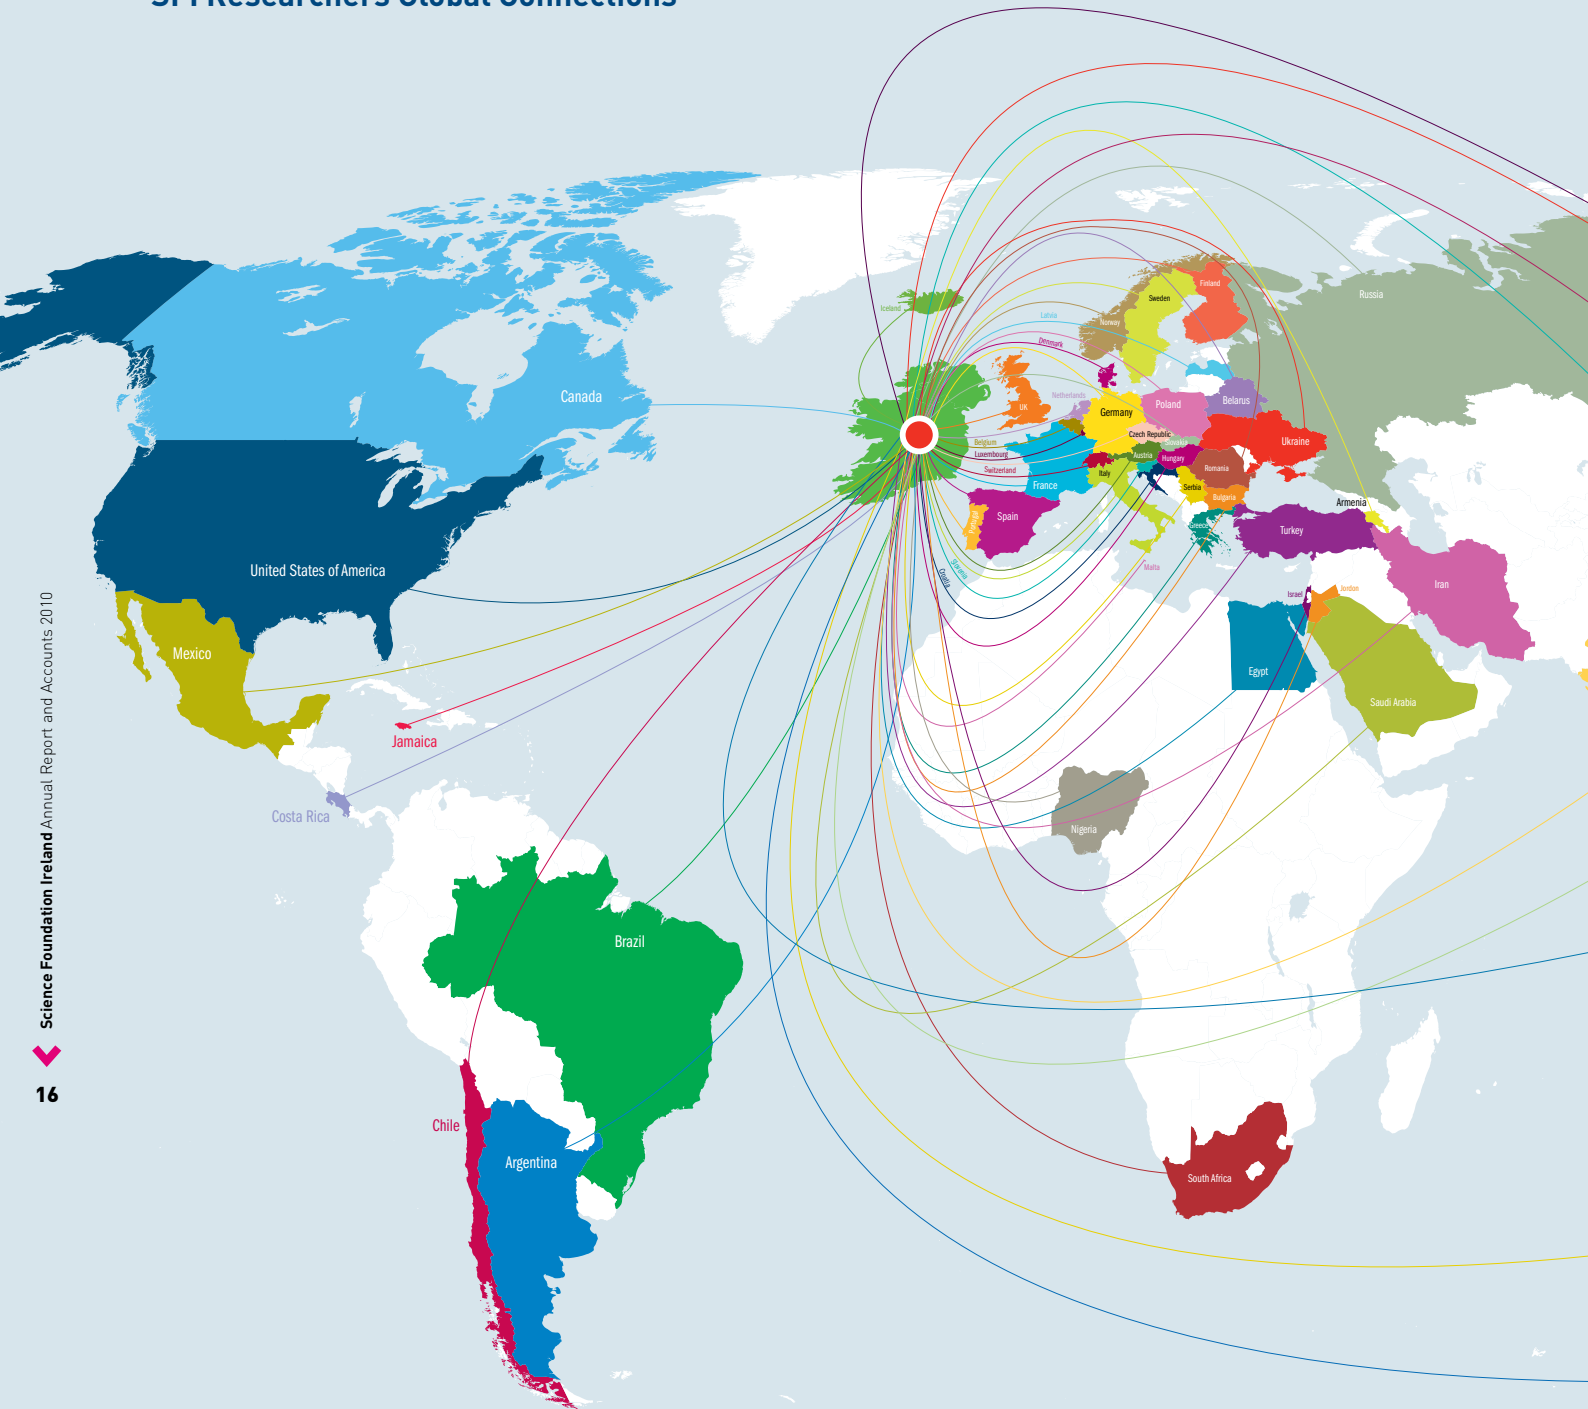 SFI Researchers Global Connections
Canada
United States of America
Mexico
Jamaica
Costa Rica
Brazil
Chile
Argentina
Iceland
Latvia
Denmark
Norway
Sweden
Finland
Russia
UK
Netherlands
Germany
Poland
Belarus
Belgium
Czech Republic
Slovakia
Ukraine
Luxembourg
Austria
Hungary
Switzerland
Italy
Romania
France
Serbia
Bulgaria
Portugal
Spain
Greece
Armenia
Turkey
Croatia
Slovenia
Malta
Israel
Jordon
Iran
Egypt
Saudi Arabia
Nigeria
South Africa
Science Foundation Ireland Annual Report and Accounts 2010
16